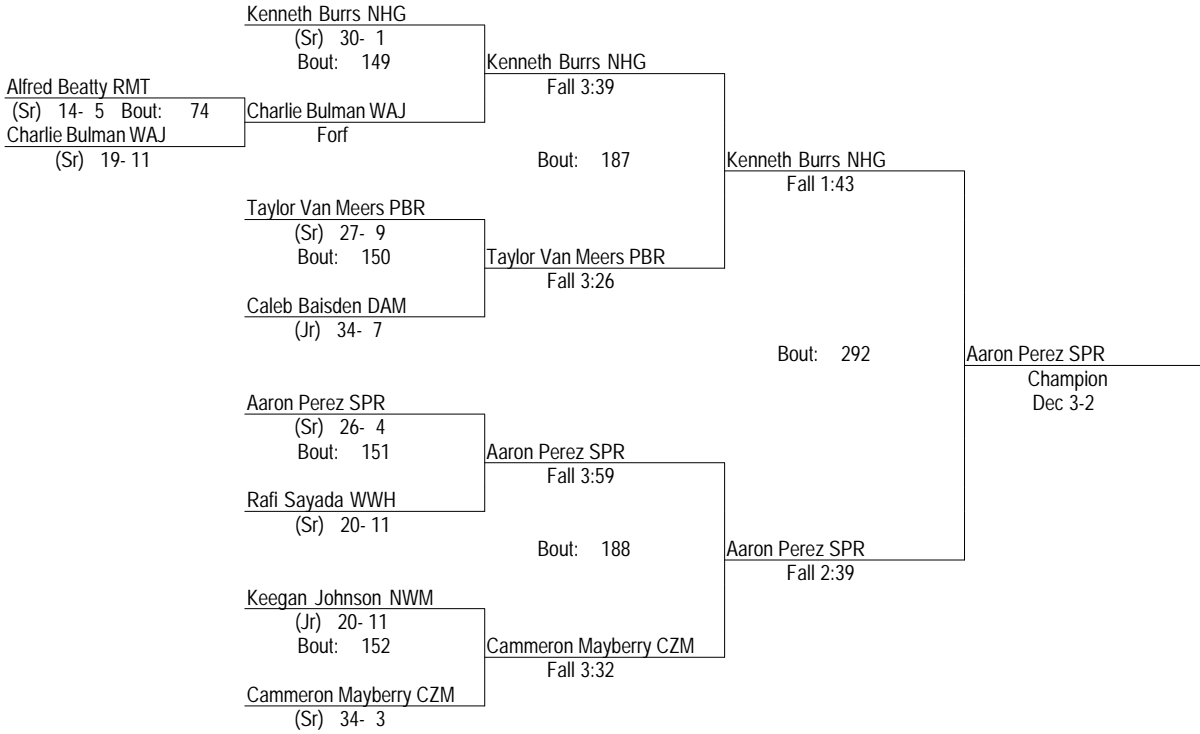 Kenneth Burrs NHG
(Sr) 30- 1
Bout: 149
Kenneth Burrs NHG
Fall 3:39
Alfred Beatty RMT
(Sr) 14- 5 Bout: 74
Charlie Bulman WAJ
Forf
Charlie Bulman WAJ
(Sr) 19- 11
Bout: 187
Kenneth Burrs NHG
Fall 1:43
Taylor Van Meers PBR
(Sr) 27- 9
Bout: 150
Taylor Van Meers PBR
Fall 3:26
Caleb Baisden DAM
(Jr) 34- 7
Bout: 292
Aaron Perez SPR
Champion
Dec 3-2
Aaron Perez SPR
(Sr) 26- 4
Bout: 151
Aaron Perez SPR
Fall 3:59
Rafi Sayada WWH
(Sr) 20- 11
Bout: 188
Aaron Perez SPR
Fall 2:39
Keegan Johnson NWM
(Jr) 20- 11
Bout: 152
Cammeron Mayberry CZM
Fall 3:32
Cammeron Mayberry CZM
(Sr) 34- 3